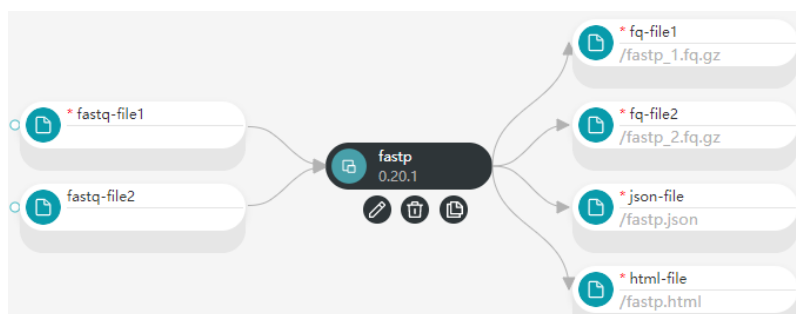 * fastq-file1
fastq-file2
fastp
0.20.1
* fq-file1
/fastp_1.fq.gz
* fq-file2
/fastp_2.fq.gz
* json-file
/fastp.json
* html-file
/fastp.html